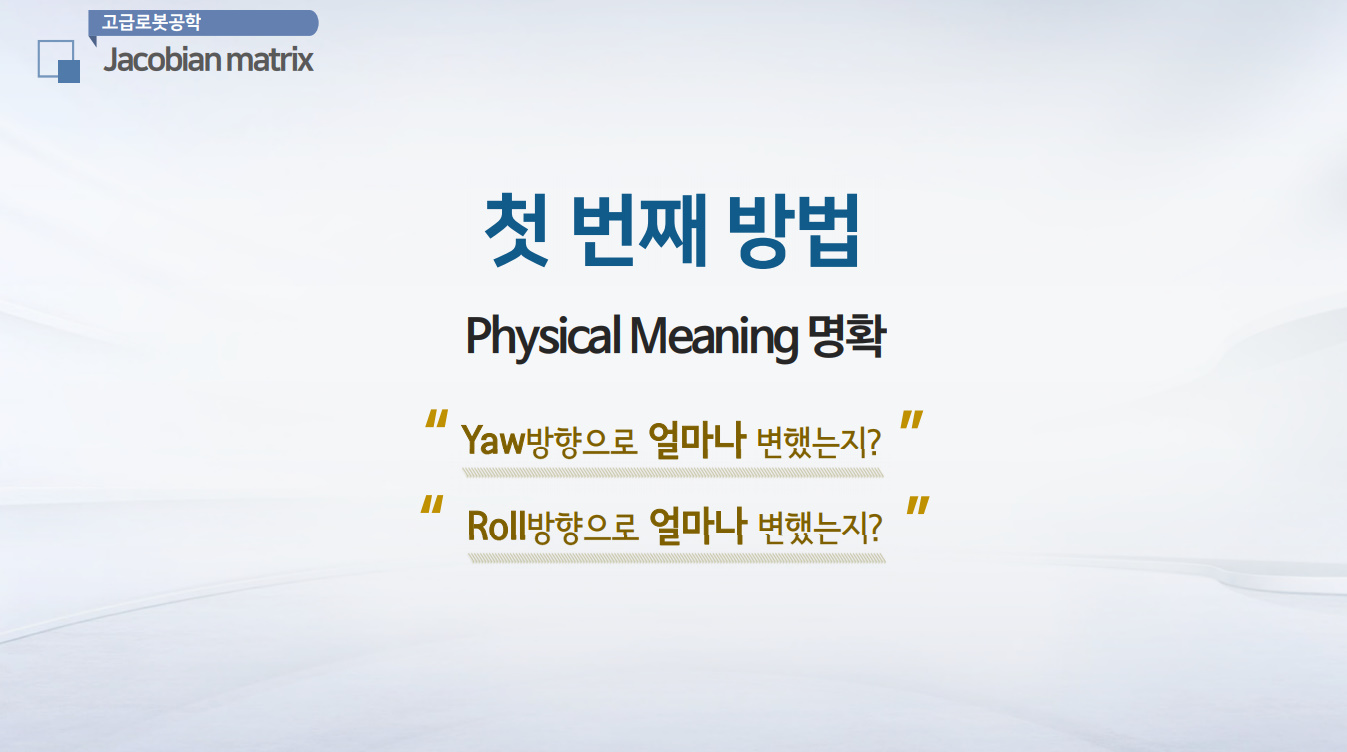 고급로봇공학
Jacobian matrix
첫 번째 방법
Physical Meaning 명확
“ Yaw방향으로 얼마나 변했는지? ”
“ Roll방향으로 얼마나 변했는지? ”